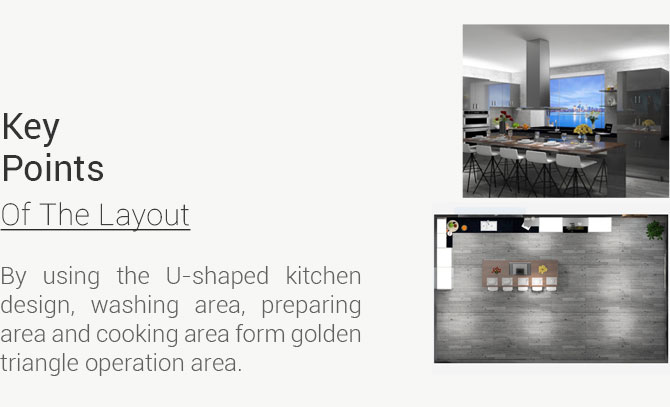 Key
Points
Of The Layout
By using the U-shaped kitchen
design, washing area, preparing
area and cooking area form golden
triangle operation area.